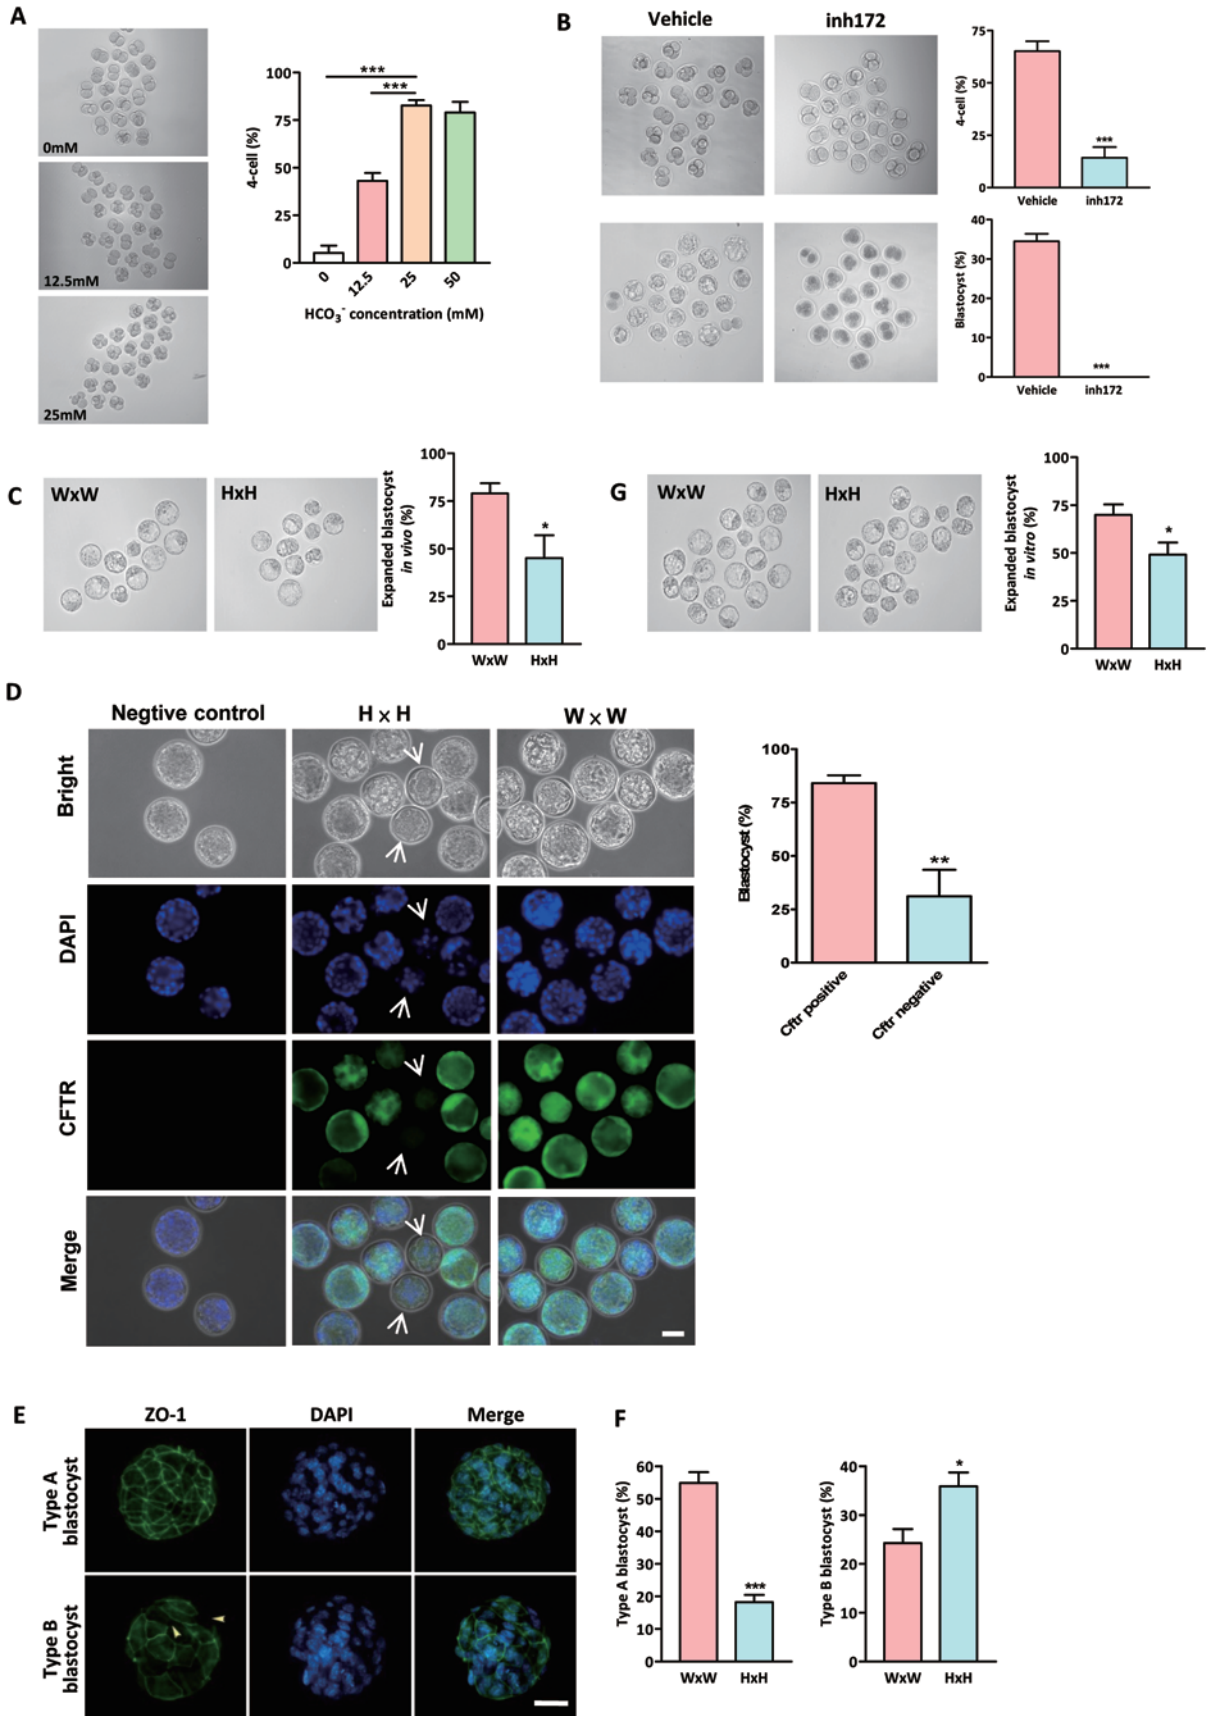 A
0mM
12.5mM
25mM
4-cell (%)
100
75
50
25
0
***
***
0
12.5
25
50
HCO₃⁻ concentration (mM)
B
Vehicle
inh172
4-cell (%)
75
50
25
0
***
Vehicle
inh172
Blastocyst (%)
40
30
20
10
0
***
Vehicle
inh172
C
WxW
HxH
Expanded blastocyst
in vivo (%)
100
75
50
25
0
*
WxW
HxH
G
WxW
HxH
Expanded blastocyst
in vitro (%)
100
75
50
25
0
*
WxW
HxH
D
Negtive control
H × H
W × W
Bright
DAPI
CFTR
Merge
Blastocyst (%)
100
75
50
25
0
**
Cftr positive
Cftr negative
E
ZO-1
DAPI
Merge
Type A
blastocyst
Type B
blastocyst
F
Type A blastocyst (%)
60
50
40
30
20
10
0
***
WxW
HxH
Type B blastocyst (%)
40
30
20
10
0
*
WxW
HxH